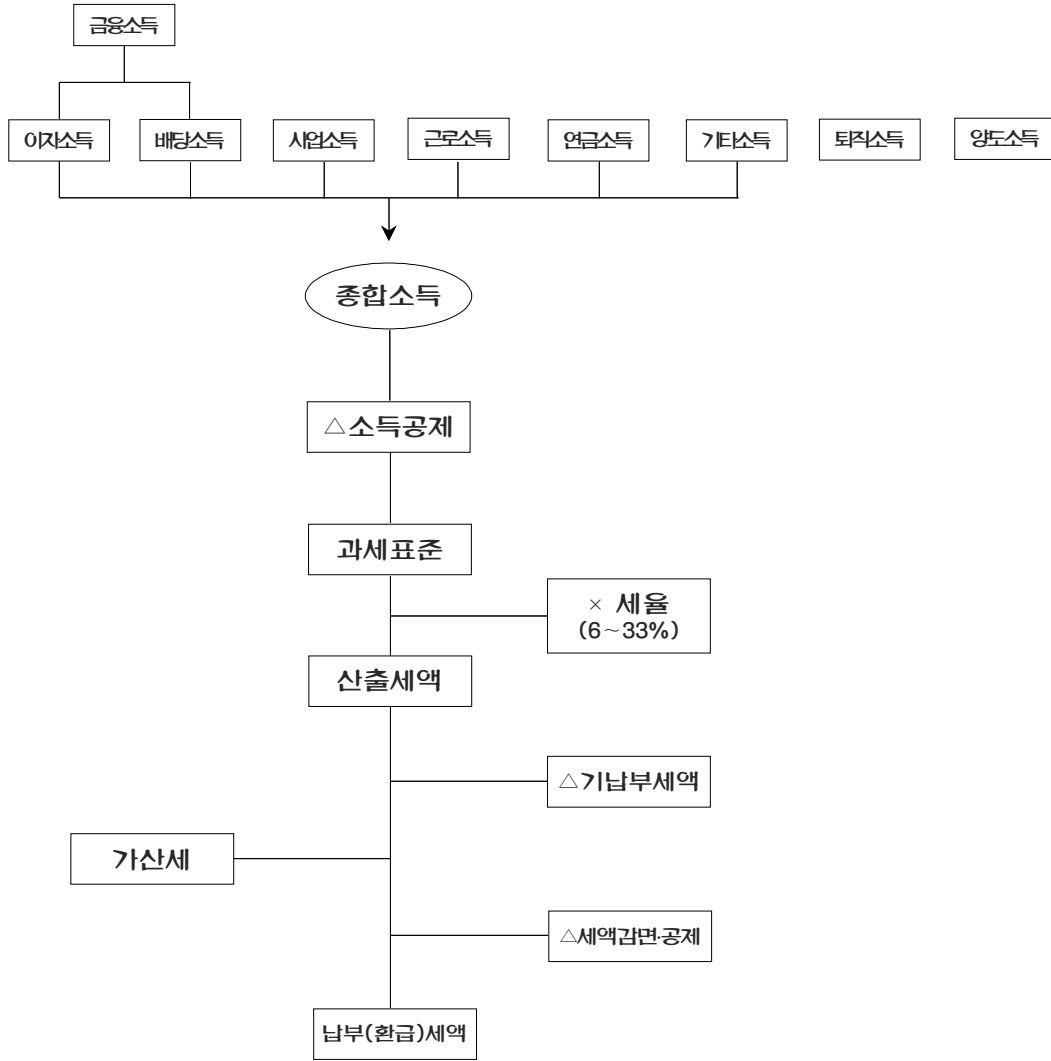 금융소득
이자소득
배당소득
사업소득
근로소득
연금소득
기타소득
퇴직소득
양도소득
종합소득
△소득공제
과세표준
× 세율
(6~33%)
산출세액
△기납부세액
가산세
△세액감면·공제
납부(환급)세액